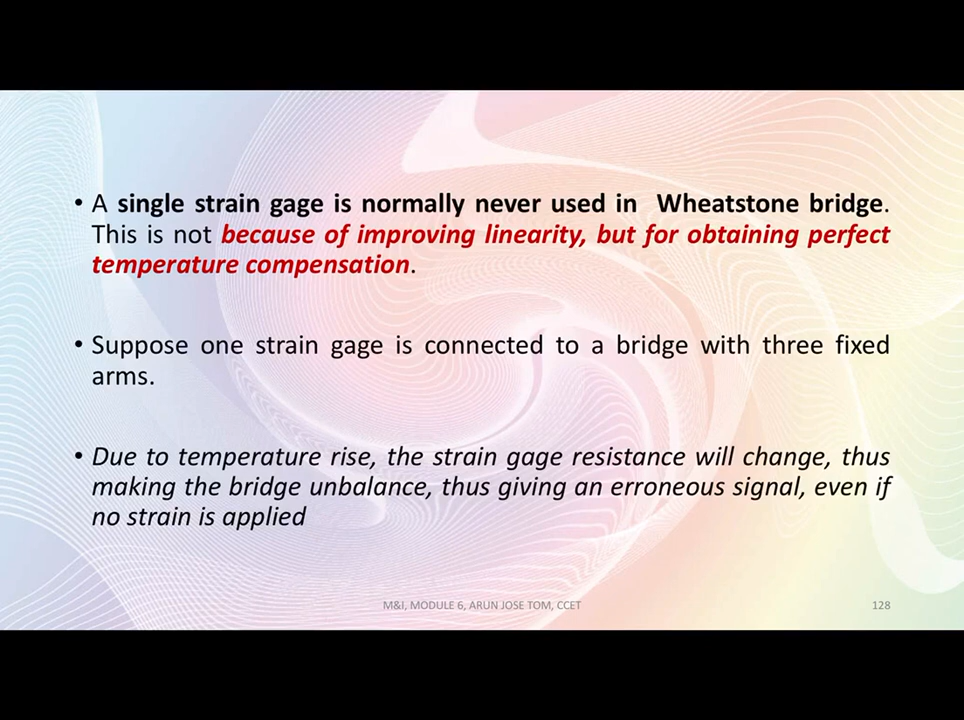 • A single strain gage is normally never used in Wheatstone bridge.
This is not because of improving linearity, but for obtaining perfect
temperature compensation.
• Suppose one strain gage is connected to a bridge with three fixed
arms.
• Due to temperature rise, the strain gage resistance will change, thus
making the bridge unbalance, thus giving an erroneous signal, even if
no strain is applied
M&I, MODULE 6, ARUN JOSE TOM, CCET
128